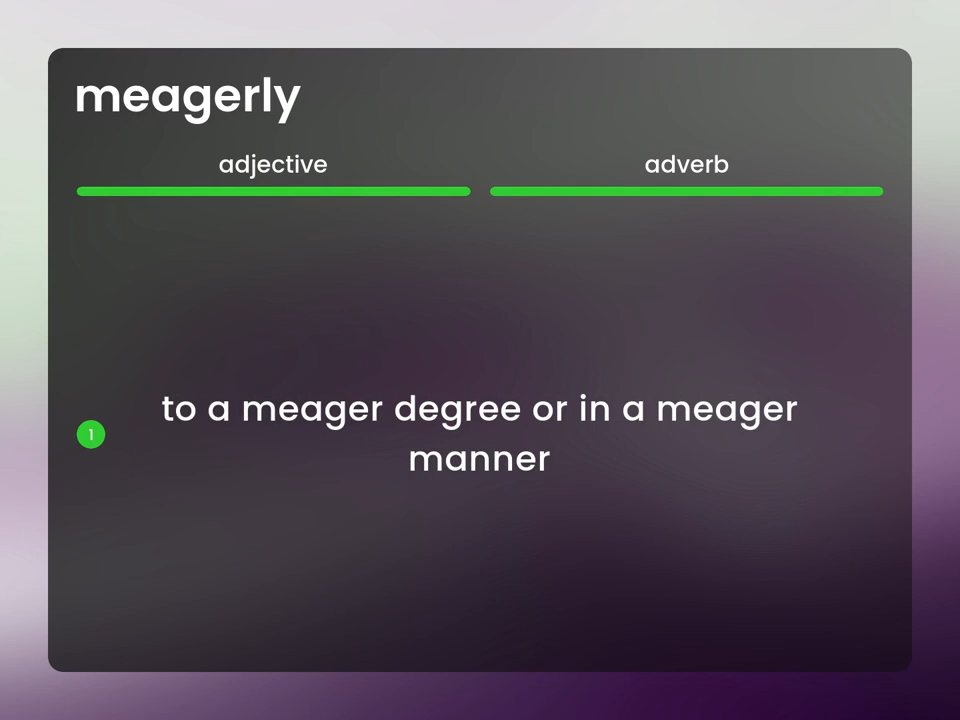 meagerly
adjective
adverb
1
to a meager degree or in a meager
manner